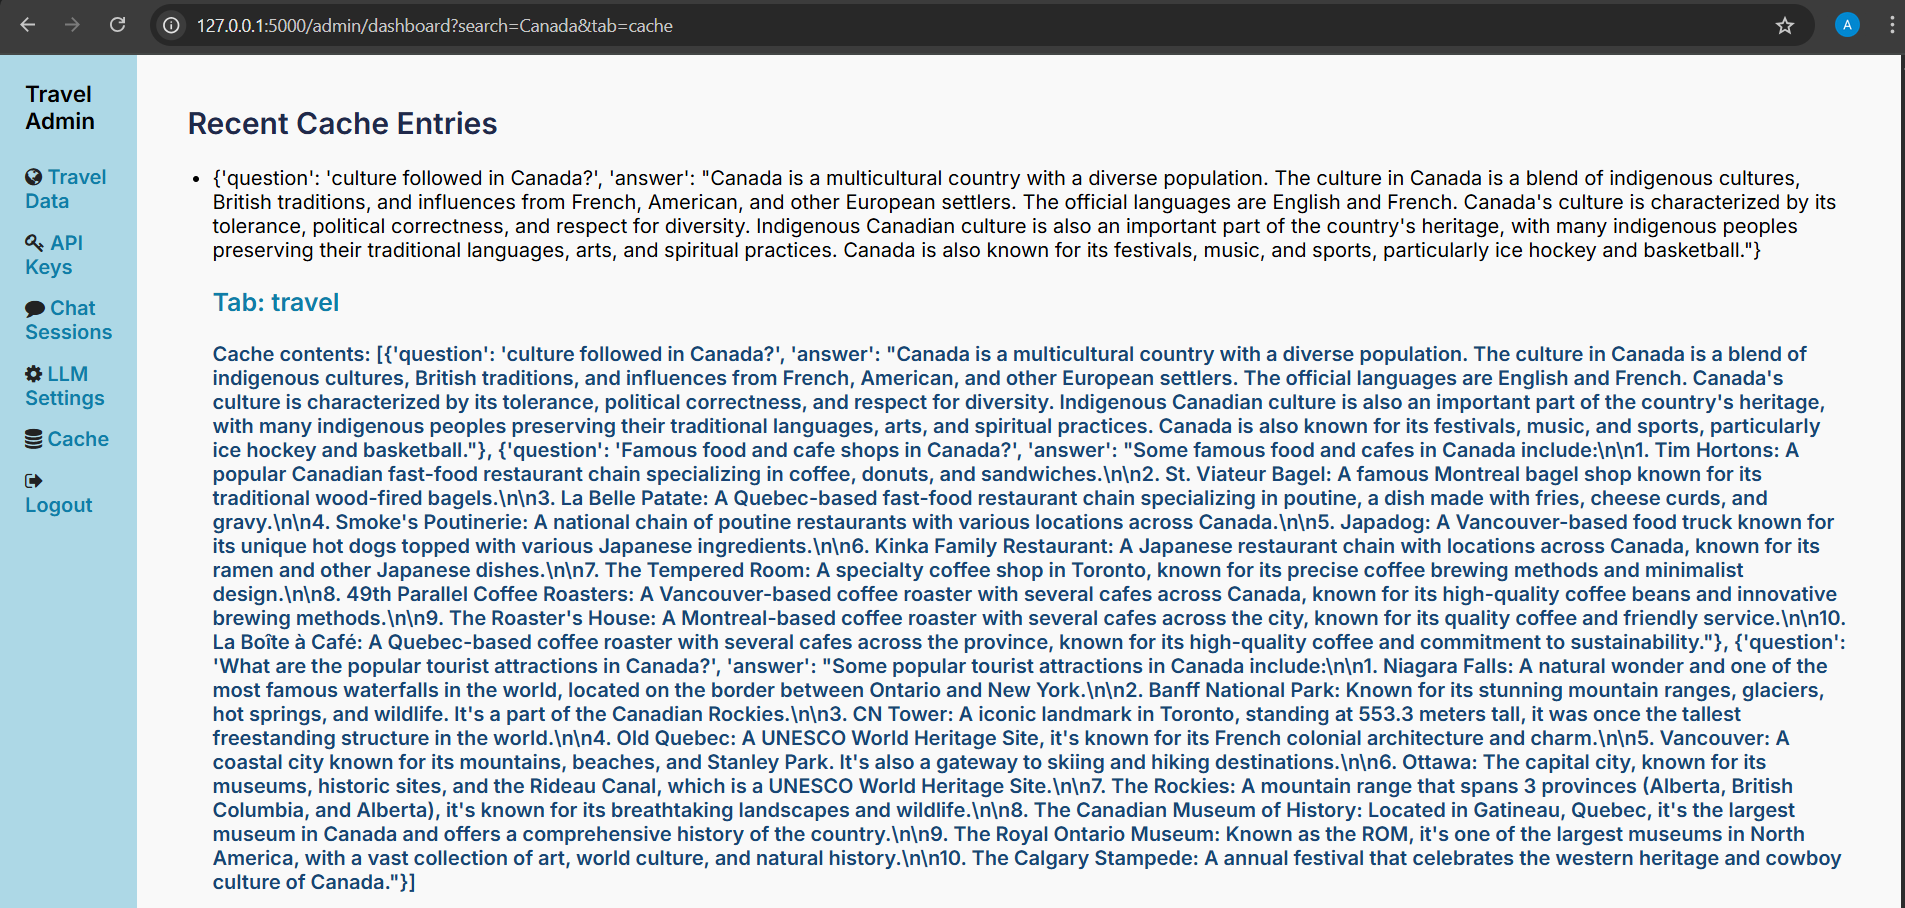 127.0.0.1:5000/admin/dashboard?search=Canada&tab=cache
A
Travel
Admin
Travel
Data
API
Keys
Chat
Sessions
LLM
Settings
Cache
Logout
Recent Cache Entries
{'question': 'culture followed in Canada?', 'answer': "Canada is a multicultural country with a diverse population. The culture in Canada is a blend of indigenous cultures,
British traditions, and influences from French, American, and other European settlers. The official languages are English and French. Canada's culture is characterized by its
tolerance, political correctness, and respect for diversity. Indigenous Canadian culture is also an important part of the country's heritage, with many indigenous peoples
preserving their traditional languages, arts, and spiritual practices. Canada is also known for its festivals, music, and sports, particularly ice hockey and basketball."}
Tab: travel
Cache contents: [{'question': 'culture followed in Canada?', 'answer': "Canada is a multicultural country with a diverse population. The culture in Canada is a blend of
indigenous cultures, British traditions, and influences from French, American, and other European settlers. The official languages are English and French. Canada's
culture is characterized by its tolerance, political correctness, and respect for diversity. Indigenous Canadian culture is also an important part of the country's heritage,
with many indigenous peoples preserving their traditional languages, arts, and spiritual practices. Canada is also known for its festivals, music, and sports, particularly
ice hockey and basketball."}, {'question': 'Famous food and cafe shops in Canada?', 'answer': "Some famous food and cafes in Canada include:\n\n1. Tim Hortons: A
popular Canadian fast-food restaurant chain specializing in coffee, donuts, and sandwiches.\n\n2. St. Viateur Bagel: A famous Montreal bagel shop known for its
traditional wood-fired bagels.\n\n3. La Belle Patate: A Quebec-based fast-food restaurant chain specializing in poutine, a dish made with fries, cheese curds, and
gravy.\n\n4. Smoke's Poutinerie: A national chain of poutine restaurants with various locations across Canada.\n\n5. Japadog: A Vancouver-based food truck known for
its unique hot dogs topped with various Japanese ingredients.\n\n6. Kinka Family Restaurant: A Japanese restaurant chain with locations across Canada, known for its
ramen and other Japanese dishes.\n\n7. The Tempered Room: A specialty coffee shop in Toronto, known for its precise coffee brewing methods and minimalist
design.\n\n8. 49th Parallel Coffee Roasters: A Vancouver-based coffee roaster with several cafes across Canada, known for its high-quality coffee beans and innovative
brewing methods.\n\n9. The Roaster's House: A Montreal-based coffee roaster with several cafes across the city, known for its quality coffee and friendly service.\n\n10.
La Boîte à Café: A Quebec-based coffee roaster with several cafes across the province, known for its high-quality coffee and commitment to sustainability."}, {'question':
'What are the popular tourist attractions in Canada?', 'answer': "Some popular tourist attractions in Canada include:\n\n1. Niagara Falls: A natural wonder and one of the
most famous waterfalls in the world, located on the border between Ontario and New York.\n\n2. Banff National Park: Known for its stunning mountain ranges, glaciers,
hot springs, and wildlife. It's a part of the Canadian Rockies.\n\n3. CN Tower: A iconic landmark in Toronto, standing at 553.3 meters tall, it was once the tallest
freestanding structure in the world.\n\n4. Old Quebec: A UNESCO World Heritage Site, it's known for its French colonial architecture and charm.\n\n5. Vancouver: A
coastal city known for its mountains, beaches, and Stanley Park. It's also a gateway to skiing and hiking destinations.\n\n6. Ottawa: The capital city, known for its
museums, historic sites, and the Rideau Canal, which is a UNESCO World Heritage Site.\n\n7. The Rockies: A mountain range that spans 3 provinces (Alberta, British
Columbia, and Alberta), it's known for its breathtaking landscapes and wildlife.\n\n8. The Canadian Museum of History: Located in Gatineau, Quebec, it's the largest
museum in Canada and offers a comprehensive history of the country.\n\n9. The Royal Ontario Museum: Known as the ROM, it's one of the largest museums in North
America, with a vast collection of art, world culture, and natural history.\n\n10. The Calgary Stampede: A annual festival that celebrates the western heritage and cowboy
culture of Canada."}]